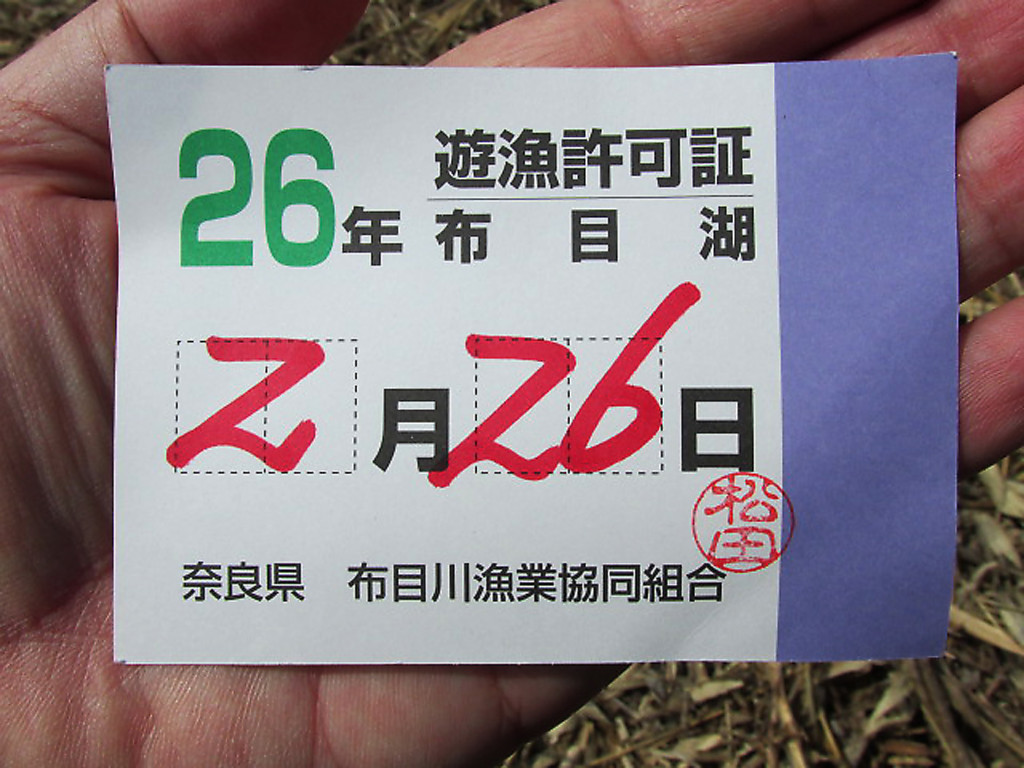 26年 遊漁許可証
布目湖
2月26日
松田
奈良県 布目川漁業協同組合